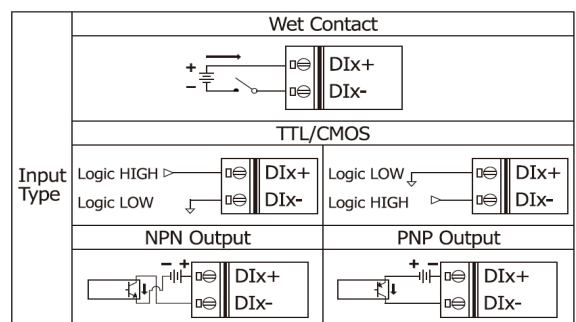 Wet Contact
+
−
DIx+
DIx-
TTL/CMOS
Input
Type
Logic HIGH
DIx+
Logic LOW
DIx-
Logic LOW
DIx+
Logic HIGH
DIx-
NPN Output
PNP Output
− +
DIx+
DIx-
+ −
DIx+
DIx-